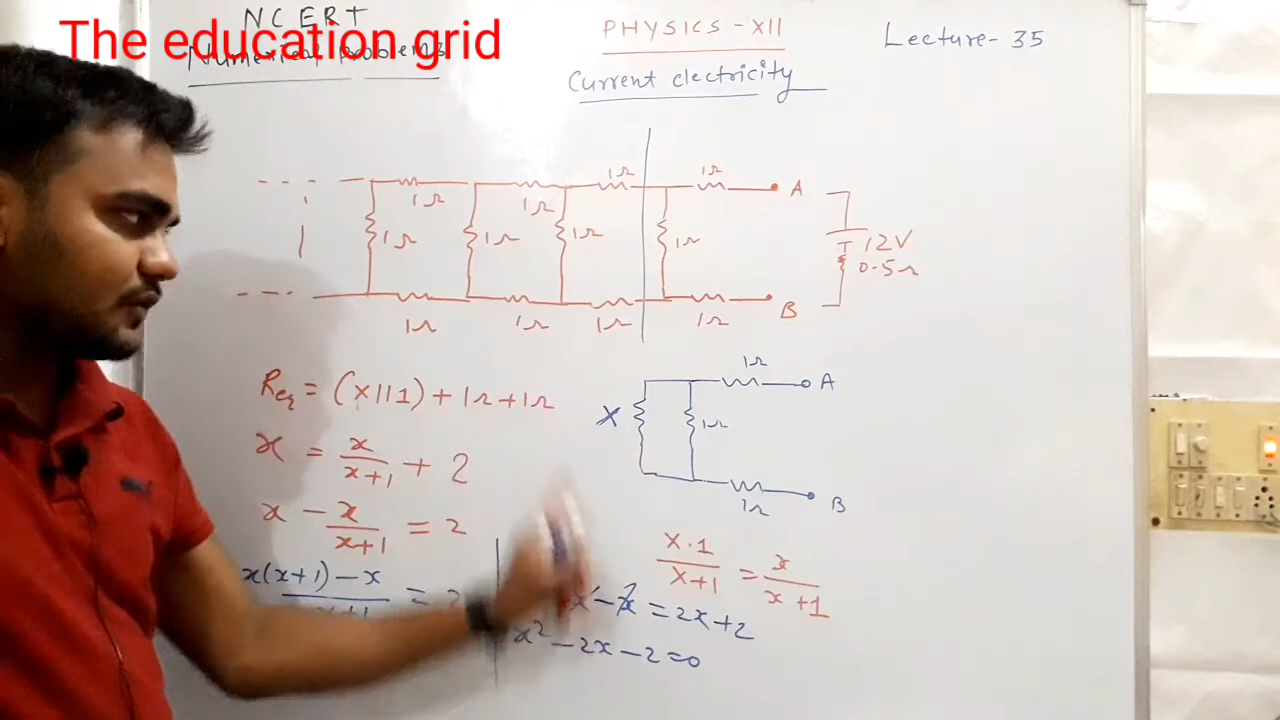 NCERT
The education grid
Numerical problems
PHYSICS - XII
Current electricity
Lecture - 35
1Ω 1Ω 1Ω 1Ω A
1Ω 1Ω 1Ω 1Ω
12V
0.5Ω
1Ω 1Ω 1Ω 1Ω B
Req = (X||1) + 1Ω + 1Ω
x = x/(x+1) + 2
x - x/(x+1) = 2
x(x+1) - x
= 2
1Ω A
X 1Ω
1Ω B
X·1/(X+1) = x/(x+1)
- x = 2x+2
x² - 2x - 2 = 0